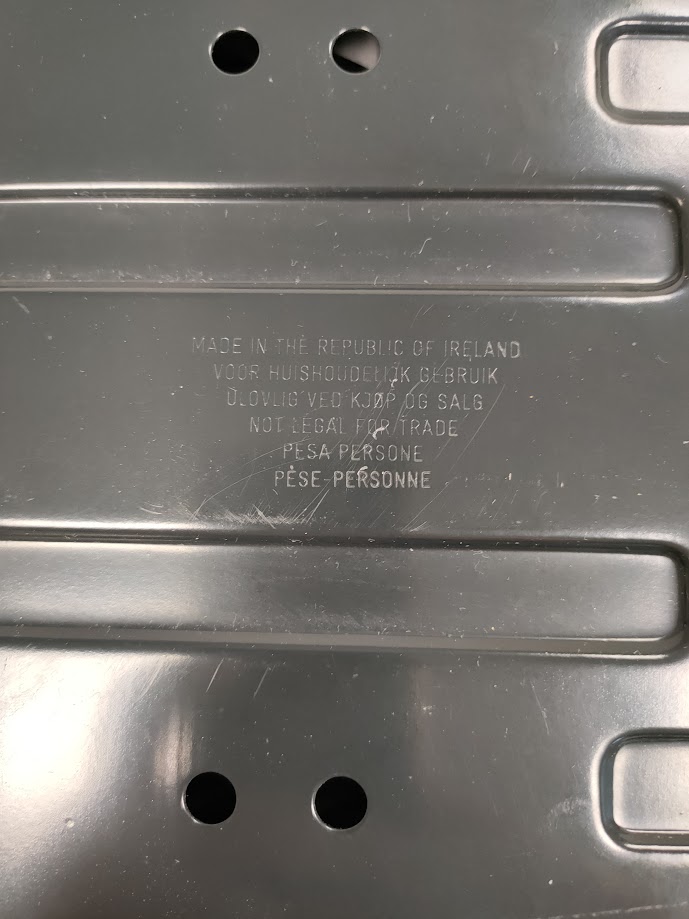 MADE IN THE REPUBLIC OF IRELAND
VOOR HUISHOUDELIJK GEBRUIK
ULOVLIG VED KJØP OG SALG
NOT LEGAL FOR TRADE
PESA PERSONE
PÈSE-PERSONNE